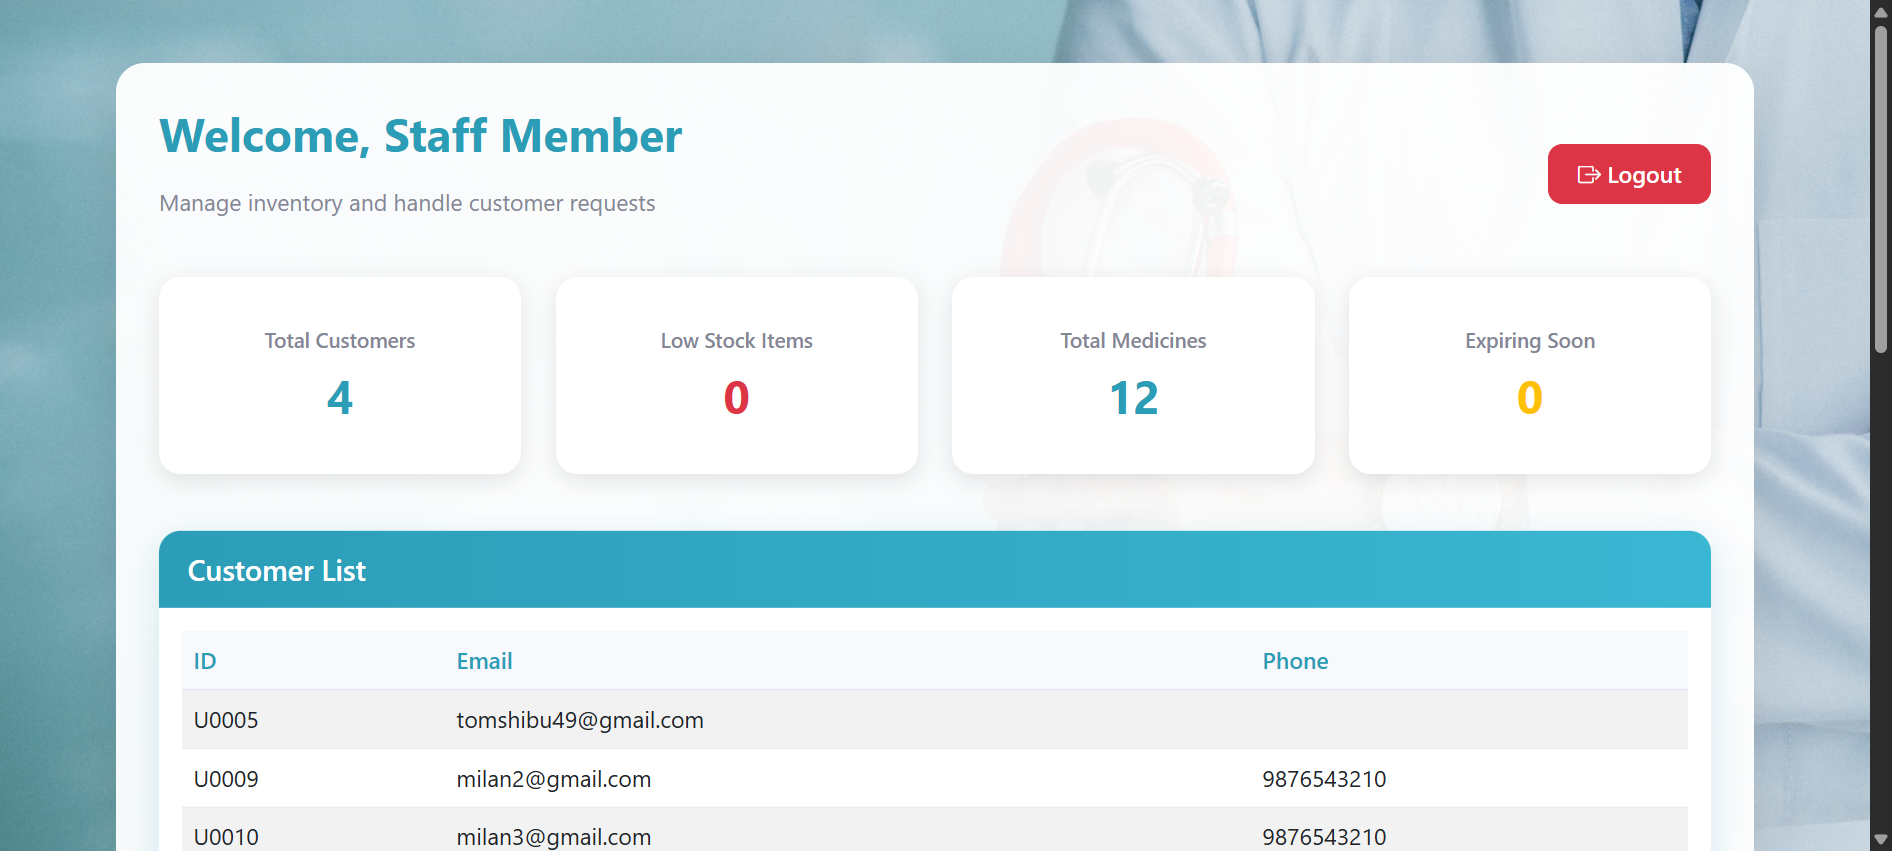 Welcome, Staff Member
Manage inventory and handle customer requests
Logout
Total Customers
4
Low Stock Items
0
Total Medicines
12
Expiring Soon
0
Customer List
ID Email Phone
U0005 tomshibu49@gmail.com
U0009 milan2@gmail.com 9876543210
U0010 milan3@gmail.com 9876543210